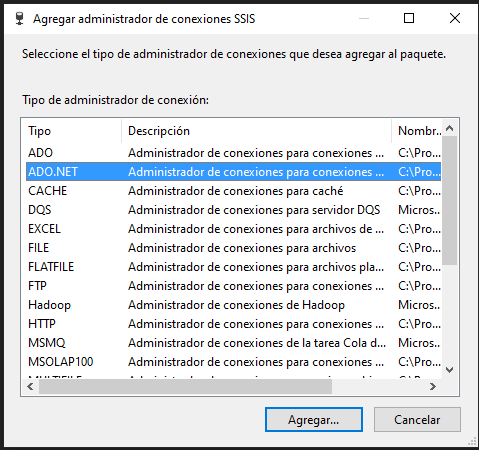 Agregar administrador de conexiones SSIS
Seleccione el tipo de administrador de conexiones que desea agregar al paquete.
Tipo de administrador de conexión:
Tipo Descripción Nombr...
ADO Administrador de conexiones para conexiones ... C:\Pro...
ADO.NET Administrador de conexiones para conexiones ... C:\Pro...
CACHE Administrador de conexiones para caché C:\Pro...
DQS Administrador de conexiones para servidor DQS Micros...
EXCEL Administrador de conexiones para archivos de ... C:\Pro...
FILE Administrador de conexiones para archivos C:\Pro...
FLATFILE Administrador de conexiones para archivos pla... C:\Pro...
FTP Administrador de conexiones para conexiones ... C:\Pro...
Hadoop Administrador de conexiones de Hadoop Micros...
HTTP Administrador de conexiones para conexiones ... C:\Pro...
MSMQ Administrador de conexiones de la tarea Cola d... Micros...
MSOLAP100 Administrador de conexiones para conexiones ... C:\Pro...
Agregar... Cancelar